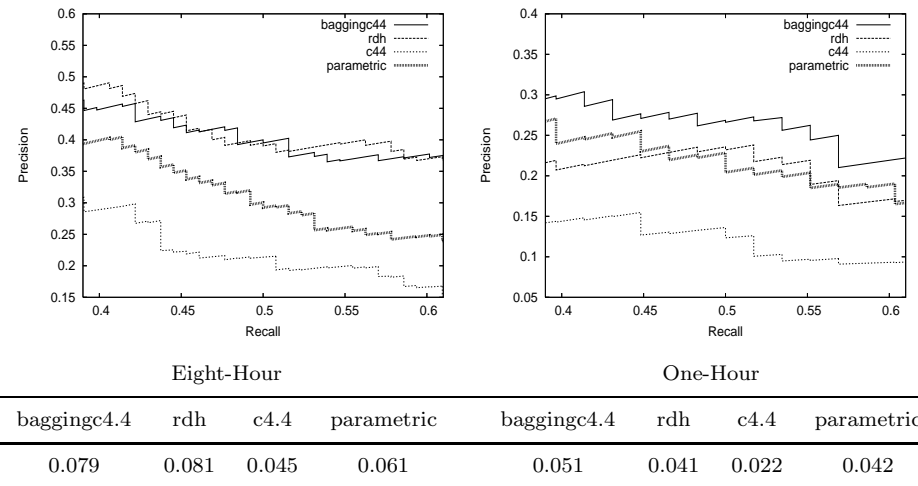 0.6
0.55
0.5
0.45
0.4
0.35
0.3
0.25
0.2
0.15
Precision
0.4 0.45 0.5 0.55 0.6
Recall
baggingc44
rdh
c44
parametric
0.4
0.35
0.3
0.25
0.2
0.15
0.1
0.05
Precision
0.4 0.45 0.5 0.55 0.6
Recall
baggingc44
rdh
c44
parametric
Eight-Hour One-Hour
baggingc4.4 rdh c4.4 parametric baggingc4.4 rdh c4.4 parametric
0.079 0.081 0.045 0.061 0.051 0.041 0.022 0.042